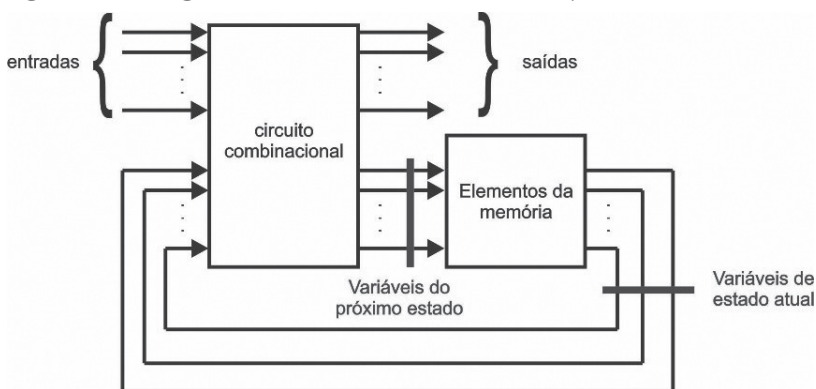 entradas
saídas
circuito
combinacional
Elementos da
memória
Variáveis do
próximo estado
Variáveis de
estado atual